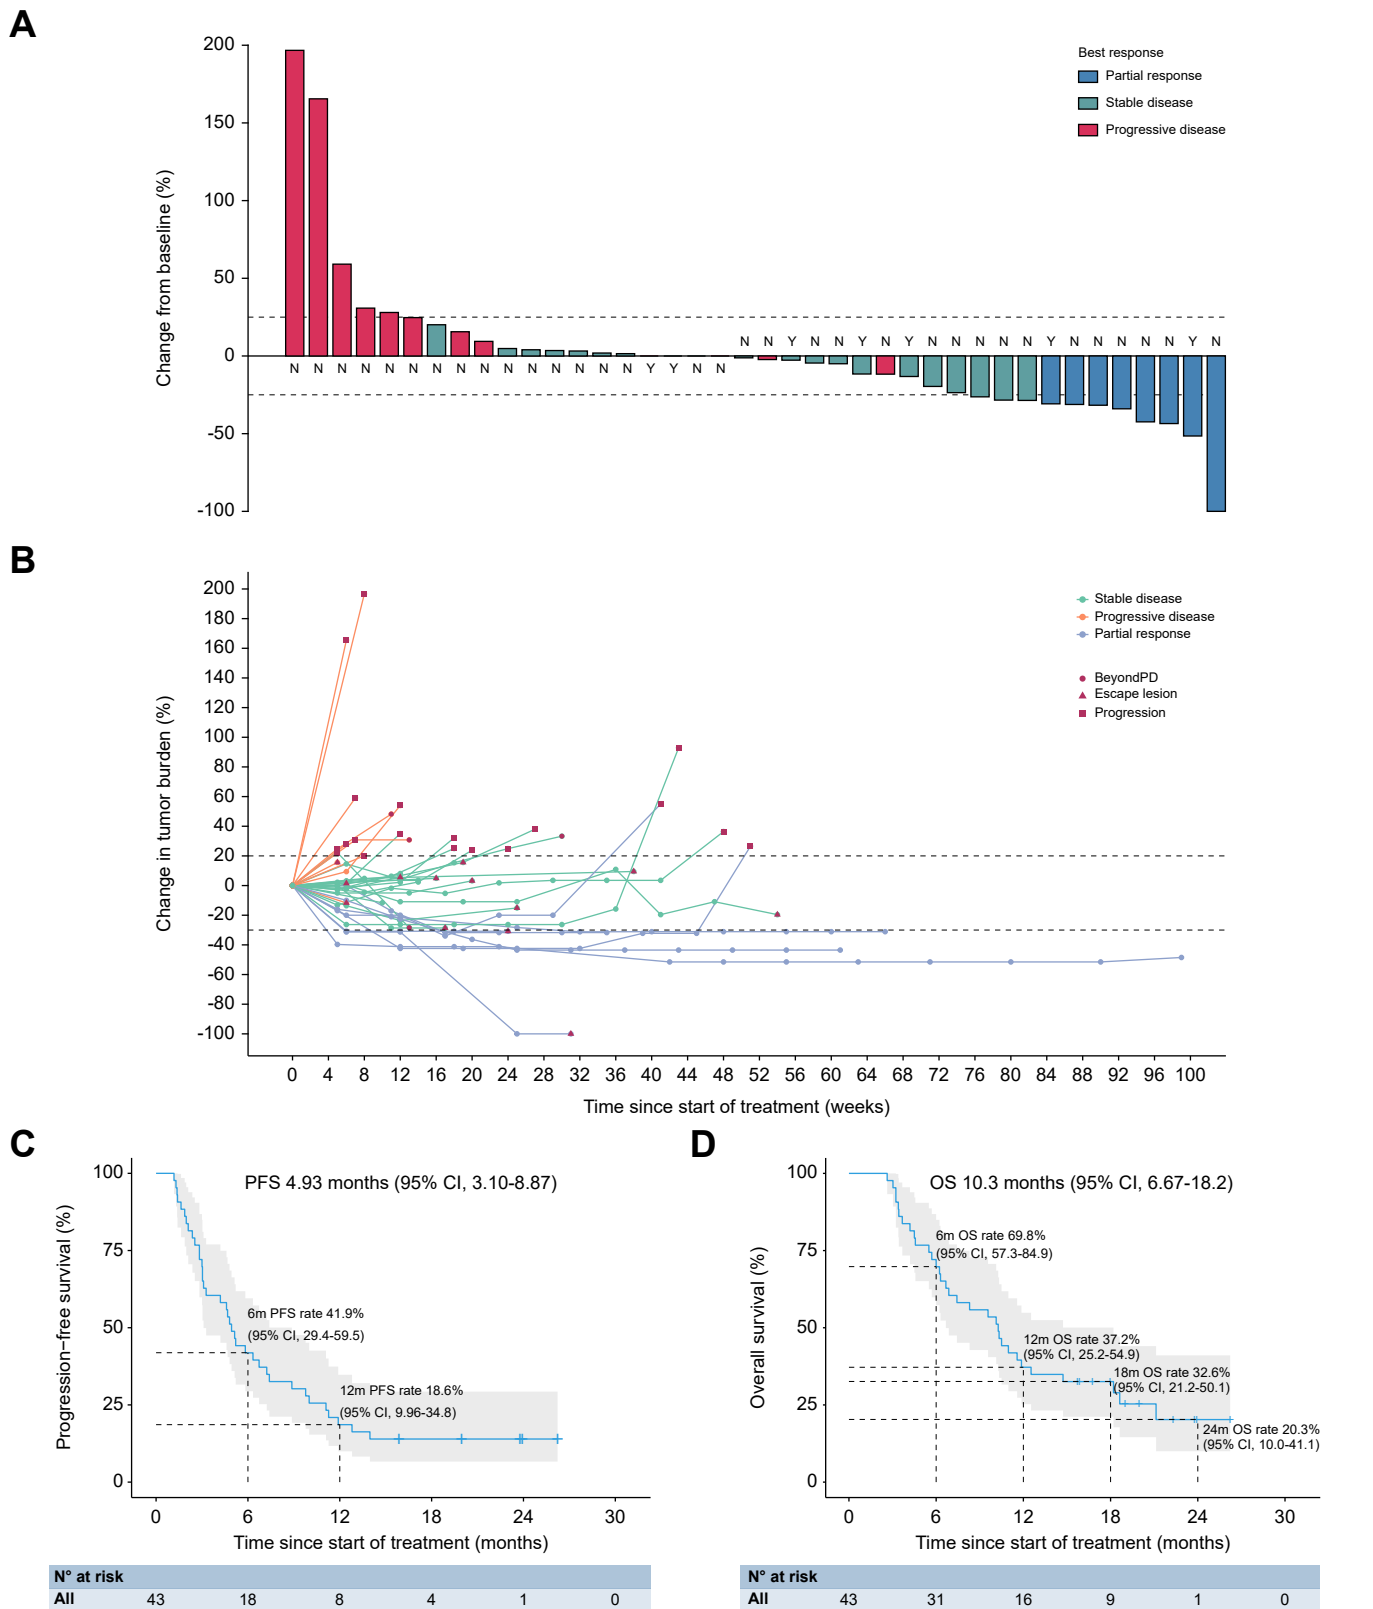 A
200
150
100
50
0
-50
-100
Change from baseline (%)
Best response
Partial response
Stable disease
Progressive disease
N N Y N N Y N Y N N N N N Y N N N N N Y N
N N N N N N N N N N N N N N N Y Y N N
B
200
180
160
140
120
100
80
60
40
20
0
-20
-40
-60
-80
-100
Change in tumor burden (%)
Stable disease
Progressive disease
Partial response
BeyondPD
Escape lesion
Progression
0 4 8 12 16 20 24 28 32 36 40 44 48 52 56 60 64 68 72 76 80 84 88 92 96 100
Time since start of treatment (weeks)
C
100
75
50
25
0
Progression–free survival (%)
PFS 4.93 months (95% CI, 3.10-8.87)
6m PFS rate 41.9%
(95% CI, 29.4-59.5)
12m PFS rate 18.6%
(95% CI, 9.96-34.8)
0 6 12 18 24 30
Time since start of treatment (months)
N° at risk
All 43 18 8 4 1 0
D
100
75
50
25
0
Overall survival (%)
OS 10.3 months (95% CI, 6.67-18.2)
6m OS rate 69.8%
(95% CI, 57.3-84.9)
12m OS rate 37.2%
(95% CI, 25.2-54.9)
18m OS rate 32.6%
(95% CI, 21.2-50.1)
24m OS rate 20.3%
(95% CI, 10.0-41.1)
0 6 12 18 24 30
Time since start of treatment (months)
N° at risk
All 43 31 16 9 1 0